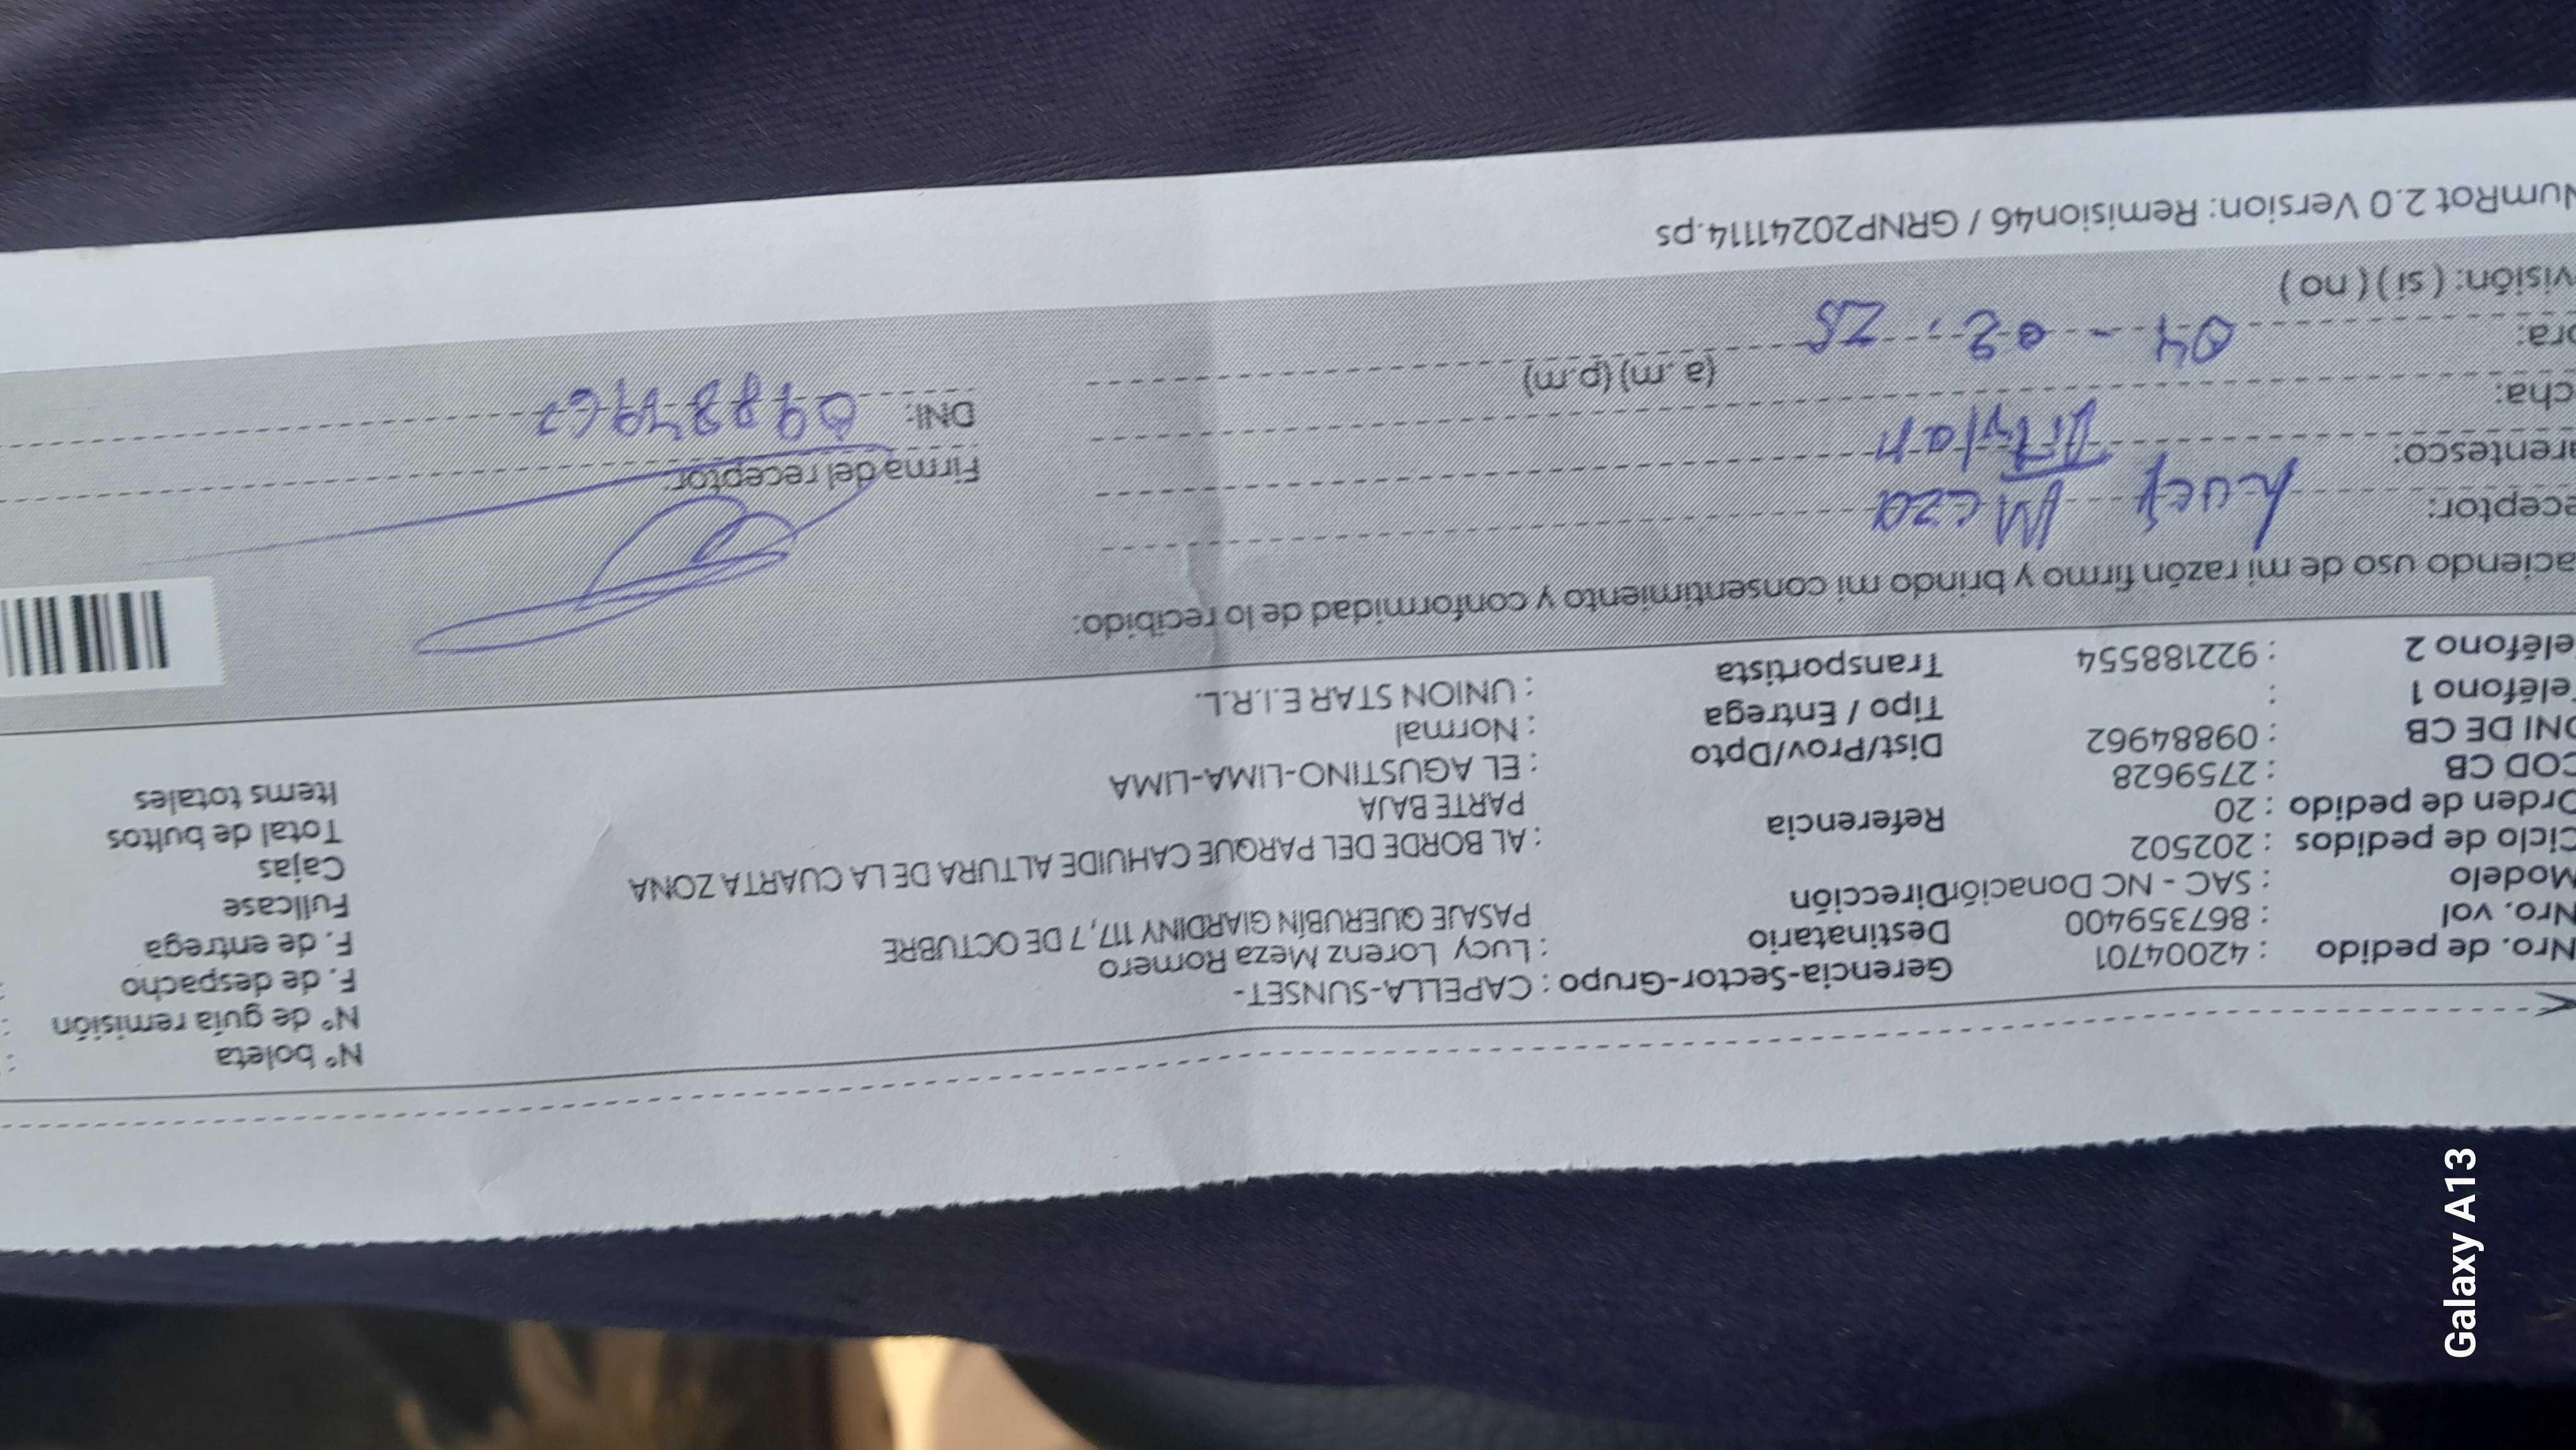 Nº boleta :
Nº de guía remisión :
F. de despacho :
F. de entrega
Fullcase
Cajas
Total de bultos
Items totales
Nro. de pedido : 42004701
Nro. vol : 867359400
Modelo : SAC - NC Donación
Ciclo de pedidos : 202502
Orden de pedido : 20
COD CB : 2759628
DNI DE CB : 09884962
Teléfono 1 :
eléfono 2 : 922188554
Gerencia-Sector-Grupo : CAPELLA-SUNSET-
Destinatario : Lucy Lorenz Meza Romero
Dirección PASAJE QUERUBÍN GIARDINY 117, 7 DE OCTUBRE
Referencia : AL BORDE DEL PARQUE CAHUIDE ALTURA DE LA CUARTA ZONA
PARTE BAJA
Dist/Prov/Dpto : EL AGUSTINO-LIMA-LIMA
Tipo / Entrega : Normal
Transportista : UNION STAR E.I.R.L.
aciendo uso de mi razón firmo y brindo mi consentimiento y conformidad de lo recibido:
eceptor: Lucy Meza
rentesco: Titular
cha: 04 - 02 . 25
ora: (a.m) (p.m)
visión: ( si ) ( no )
Firma del receptor:
DNI:
NumRot 2.0 Version: Remision46 / GRNP20241114.ps
Galaxy A13